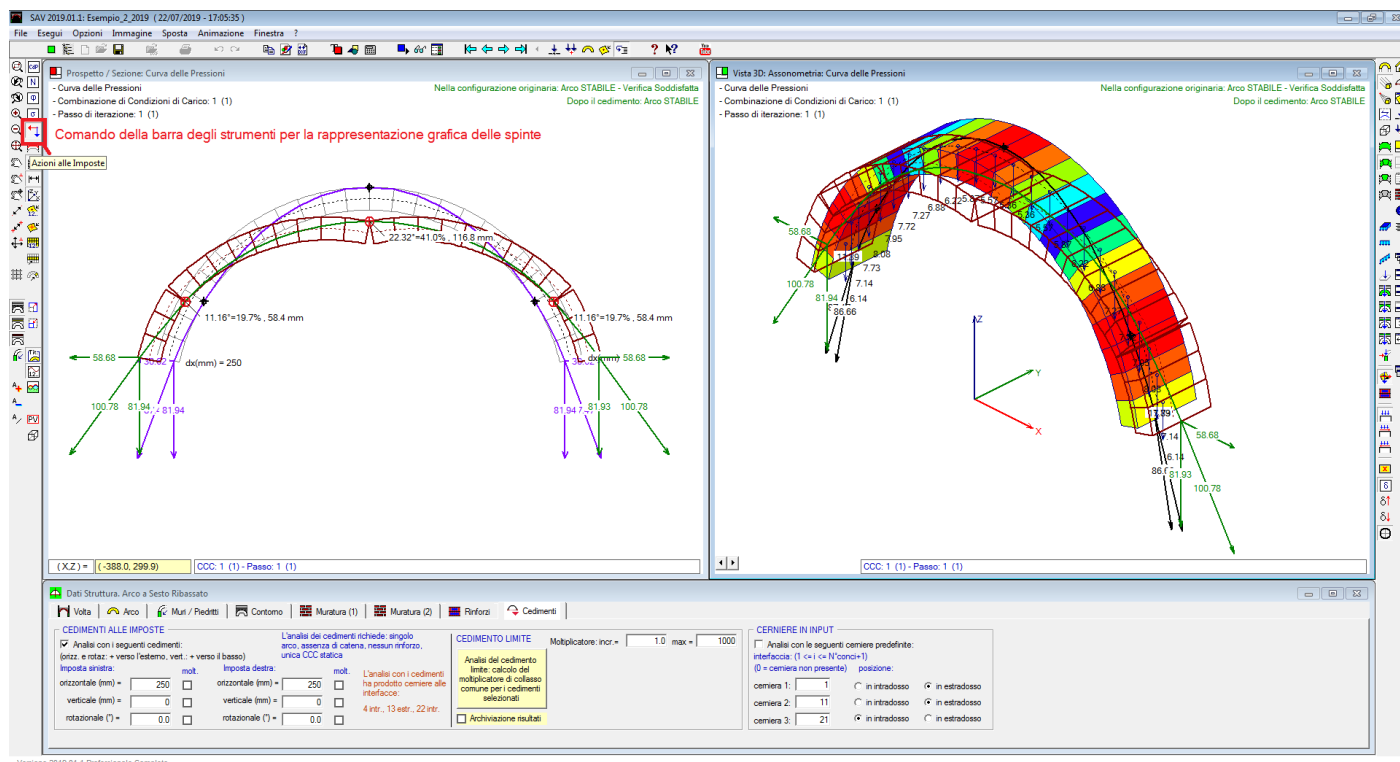 SAV 2019.01.1: Esempio_2_2019 (22/07/2019 - 17:05:35 )
File Esegui Opzioni Immagine Sposta Animazione Finestra ?
Prospetto / Sezione: Curva delle Pressioni
- Curva delle Pressioni
Nella configurazione originaria: Arco STABILE - Verifica Soddisfatta
- Combinazione di Condizioni di Carico: 1 (1)
Dopo il cedimento: Arco STABILE
- Passo di iterazione: 1 (1)
Comando della barra degli strumenti per la rappresentazione grafica delle spinte
Azioni alle Imposte
22.32°=41.0% , 116.8 mm
11.16°=19.7% , 58.4 mm
11.16°=19.7% , 58.4 mm
58.68
dx(mm) = 250
dx(mm)
58.68
100.78
81.94
81.94
81.94
81.93
100.78
( X,Z ) =
(-388.0, 299.9)
CCC: 1 (1) - Passo: 1 (1)
Vista 3D: Assonometria: Curva delle Pressioni
- Curva delle Pressioni
Nella configurazione originaria: Arco STABILE - Verifica Soddisfatta
- Combinazione di Condizioni di Carico: 1 (1)
Dopo il cedimento: Arco STABILE
- Passo di iterazione: 1 (1)
6.88
7.27
7.72
7.95
8.08
7.73
7.14
6.14
58.68
100.78
81.94
86.66
Z
Y
X
7.14
58.68
6.14
81.93
100.78
CCC: 1 (1) - Passo: 1 (1)
Dati Struttura. Arco a Sesto Ribassato
Volta
Arco
Muri / Piedritti
Contorno
Muratura (1)
Muratura (2)
Rinforzi
Cedimenti
CEDIMENTI ALLE IMPOSTE
Analisi con i seguenti cedimenti:
(orizz. e rotaz: + verso l'esterno, vert.: + verso il basso)
L'analisi dei cedimenti richiede: singolo
arco, assenza di catena, nessun rinforzo,
unica CCC statica
Imposta sinistra:
molt.
Imposta destra:
molt.
orizzontale (mm) = 250
orizzontale (mm) = 250
verticale (mm) = 0
verticale (mm) = 0
rotazionale (°) = 0.0
rotazionale (°) = 0.0
L'analisi con i cedimenti
ha prodotto cerniere alle
interfacce:
4 intr., 13 estr., 22 intr.
CEDIMENTO LIMITE
Moltiplicatore: incr.= 1.0 max = 1000
Analisi del cedimento
limite: calcolo del
moltiplicatore di collasso
comune per i cedimenti
selezionati
Archiviazione risultati
CERNIERE IN INPUT
Analisi con le seguenti cerniere predefinite:
interfaccia: (1 <= i <= N°conci+1)
(0 = cerniera non presente) posizione:
cerniera 1: 1 in intradosso in estradosso
cerniera 2: 11 in intradosso in estradosso
cerniera 3: 21 in intradosso in estradosso